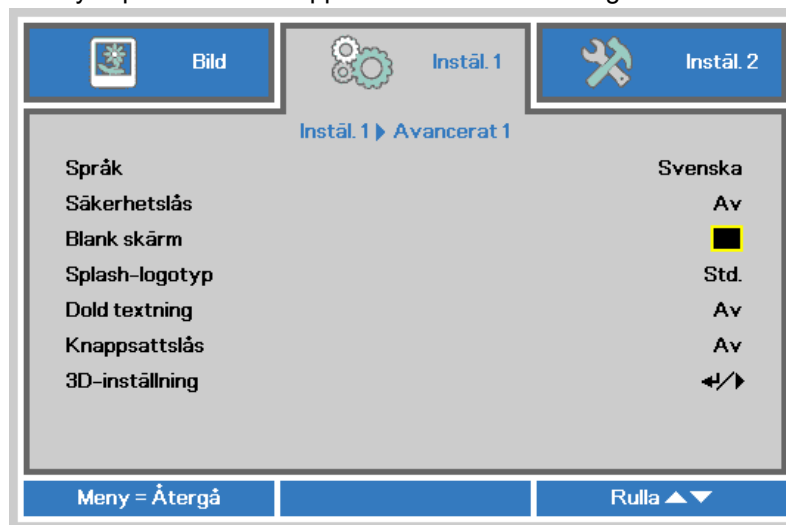 Bild
Instäl. 1
Instäl. 2
Instäl. 1 ▶ Avancerat 1
Språk Svenska
Säkerhetslås Av
Blank skärm
Splash-logotyp Std.
Dold textning Av
Knappsattslås Av
3D-inställning ↵/▶
Meny = Återgå
Rulla ▲▼